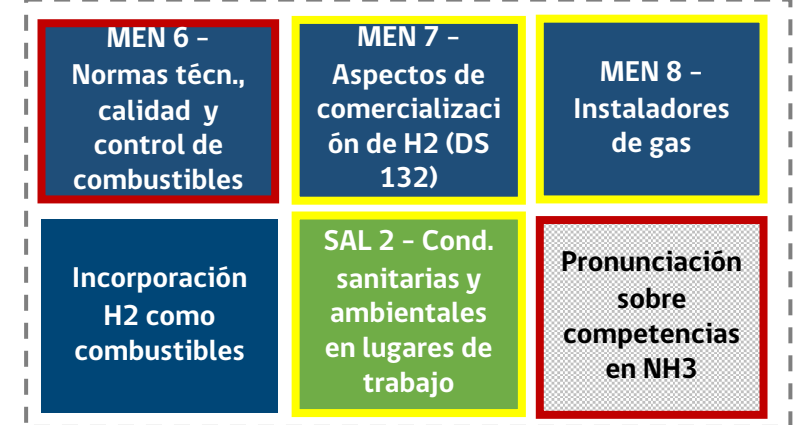 MEN 6 –
Normas técn.,
calidad y
control de
combustibles
MEN 7 –
Aspectos de
comercializaci
ón de H2 (DS
132)
MEN 8 –
Instaladores
de gas
Incorporación
H2 como
combustibles
SAL 2 – Cond.
sanitarias y
ambientales
en lugares de
trabajo
Pronunciación
sobre
competencias
en NH3